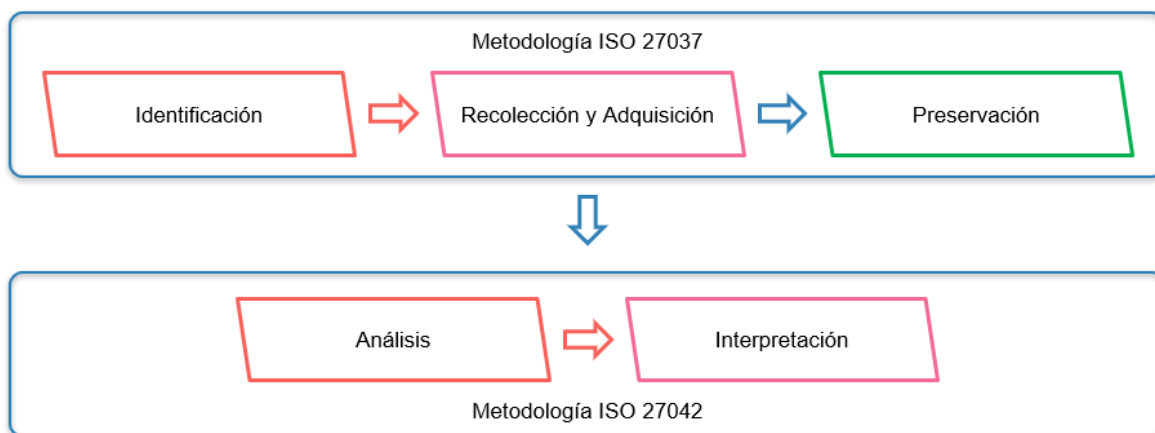 Metodología ISO 27037
Identificación
Recolección y Adquisición
Preservación
Análisis
Interpretación
Metodología ISO 27042